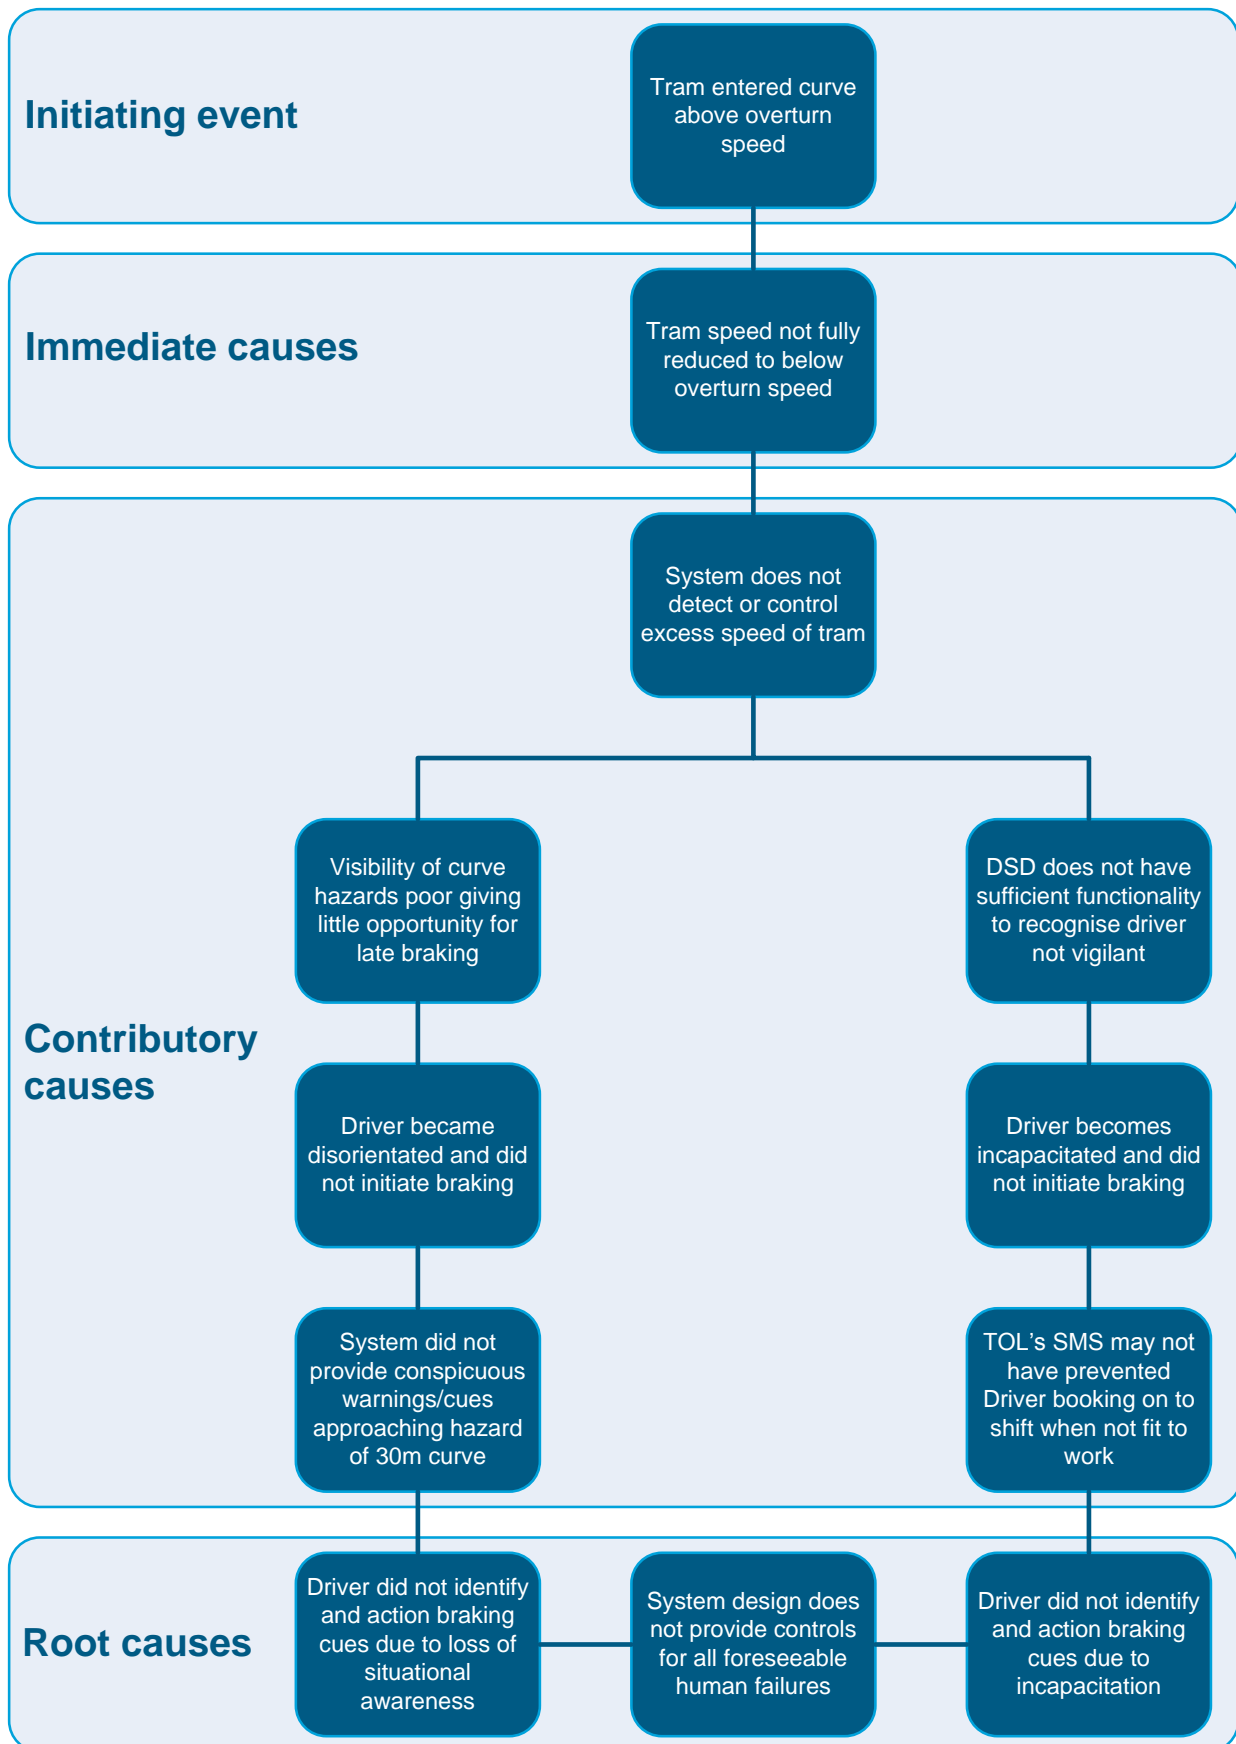 Initiating event
Tram entered curve
above overturn
speed
Immediate causes
Tram speed not fully
reduced to below
overturn speed
Contributory
causes
System does not
detect or control
excess speed of tram
Visibility of curve
hazards poor giving
little opportunity for
late braking
DSD does not have
sufficient functionality
to recognise driver
not vigilant
Driver became
disorientated and did
not initiate braking
Driver becomes
incapacitated and did
not initiate braking
System did not
provide conspicuous
warnings/cues
approaching hazard
of 30m curve
TOL’s SMS may not
have prevented
Driver booking on to
shift when not fit to
work
Root causes
Driver did not identify
and action braking
cues due to loss of
situational
awareness
System design does
not provide controls
for all foreseeable
human failures
Driver did not identify
and action braking
cues due to
incapacitation